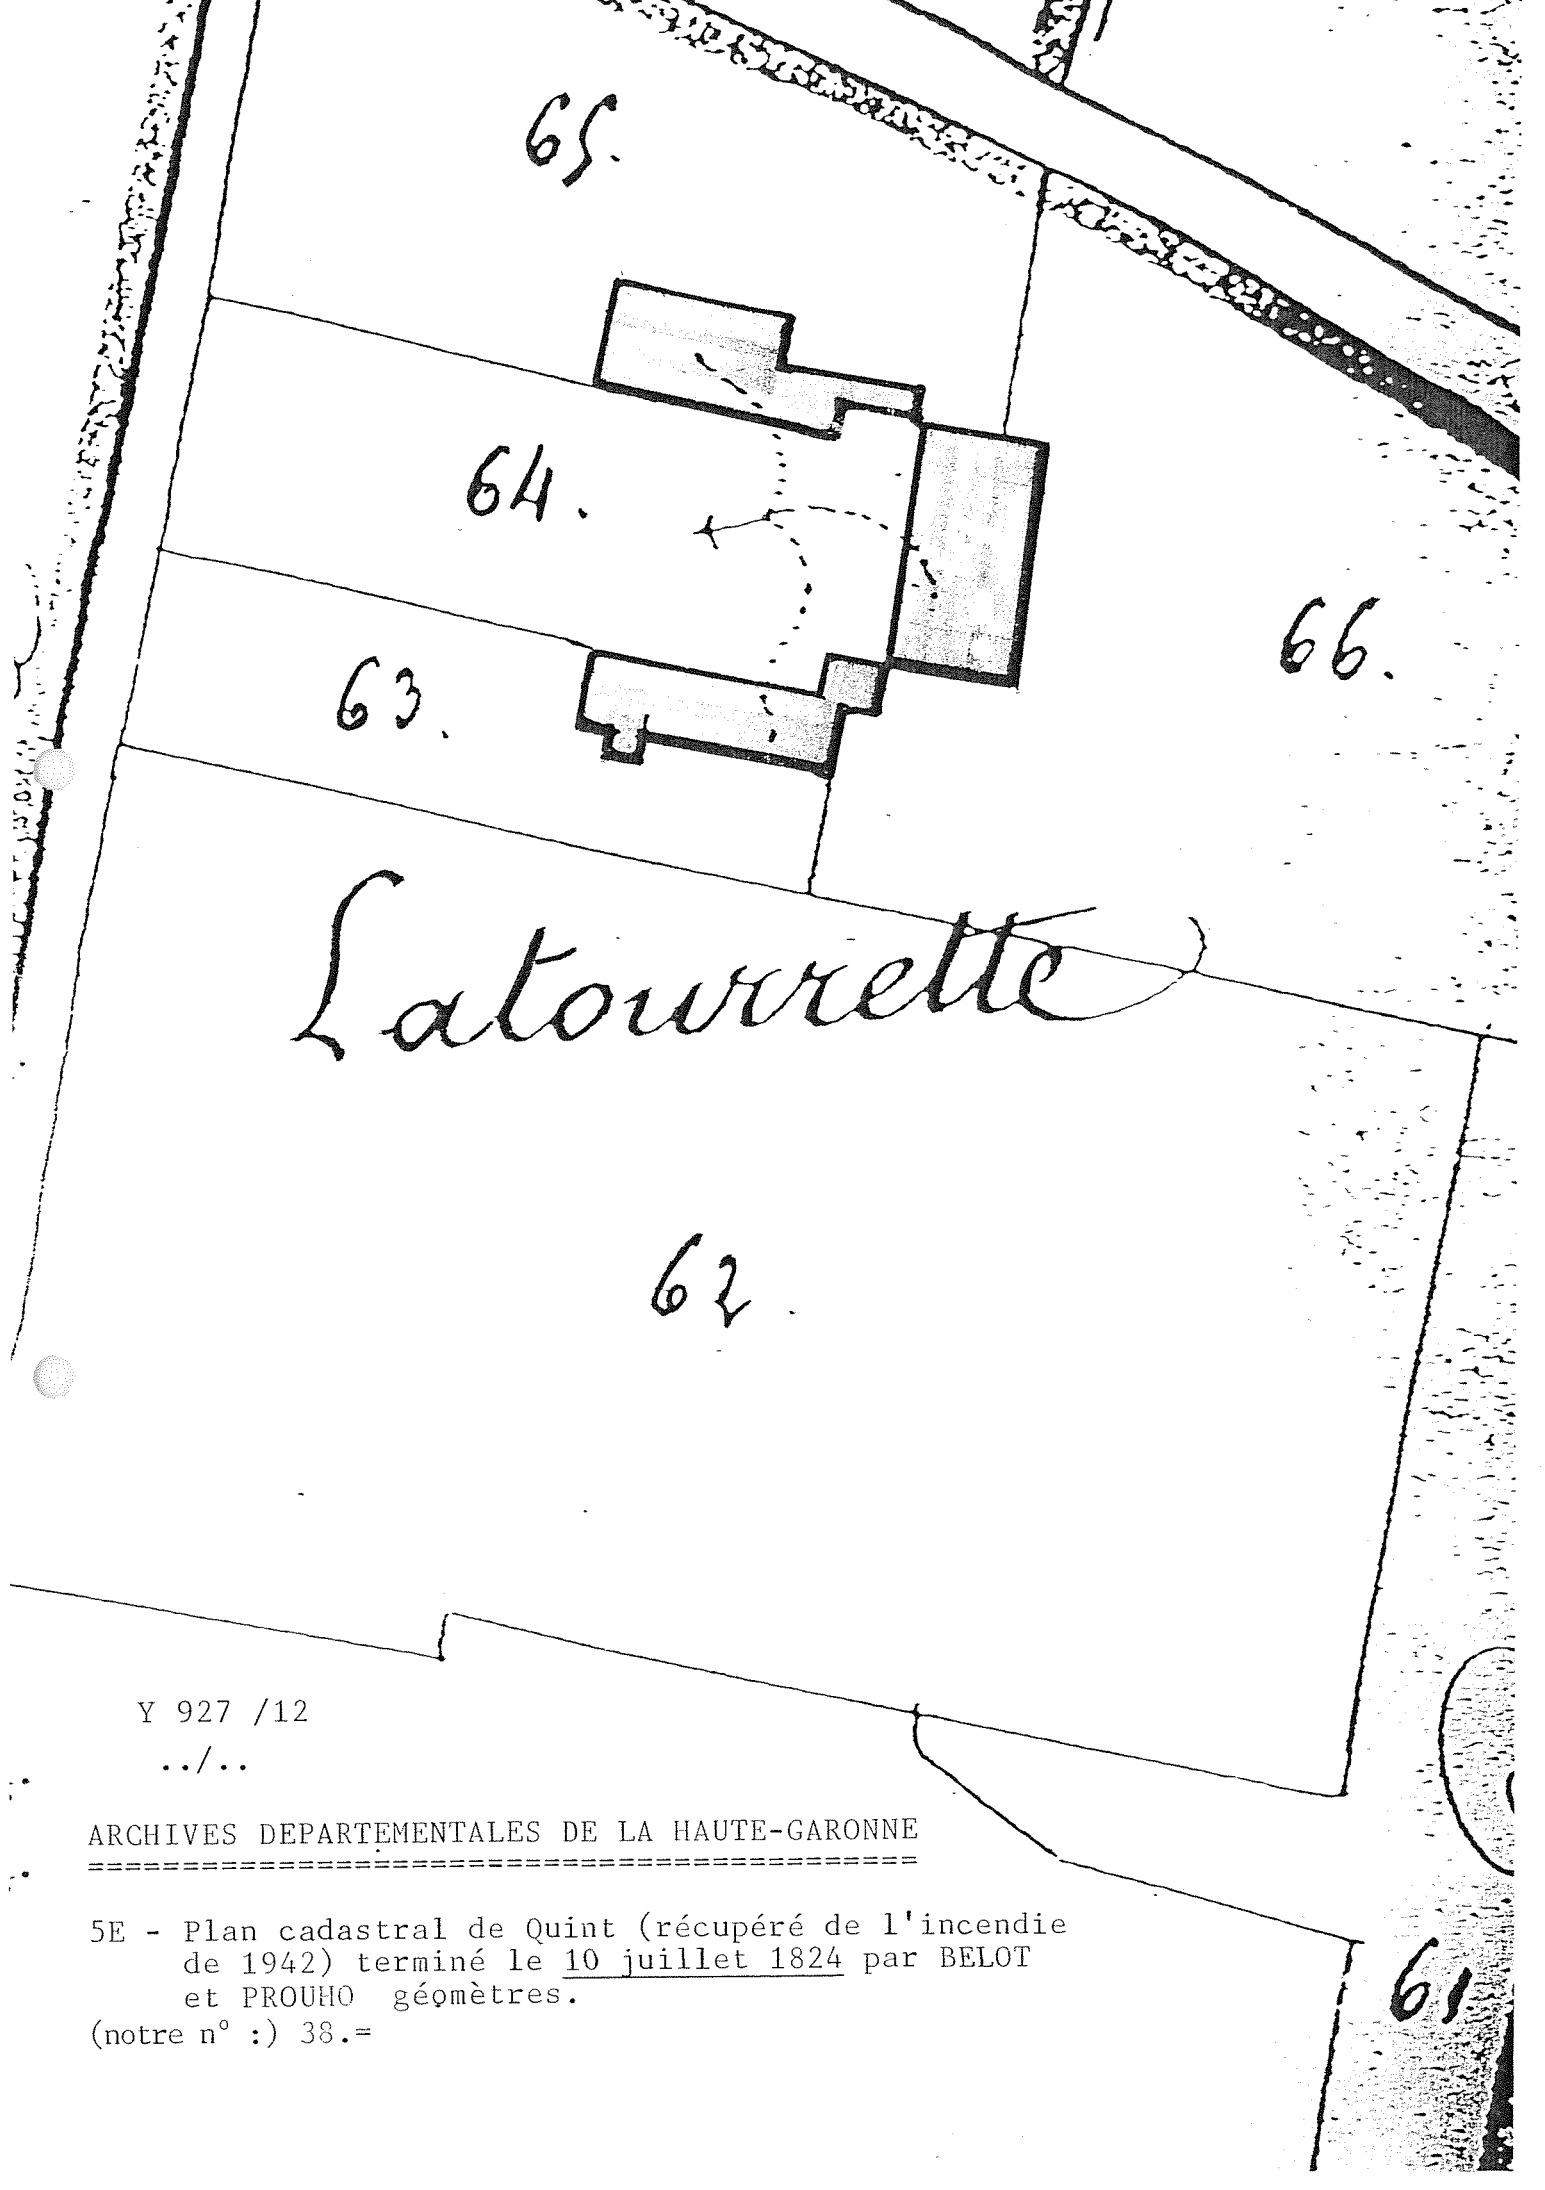 65.
64.
66.
63.
Latourrette
62.
Y 927 /12
../..
ARCHIVES DEPARTEMENTALES DE LA HAUTE-GARONNE
============================================
5E - Plan cadastral de Quint (récupéré de l'incendie
de 1942) terminé le 10 juillet 1824 par BELOT
et PROUHO géomètres.
61
(notre n° :) 38.=